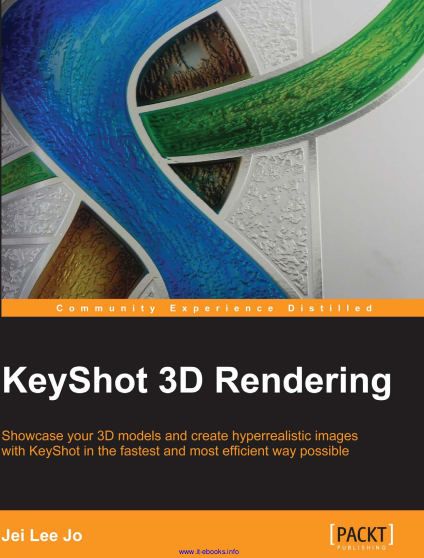 Community Experience Distilled
KeyShot 3D Rendering
Showcase your 3D models and create hyperrealistic images
with KeyShot in the fastest and most efficient way possible
Jei Lee Jo
[PACKT]
PUBLISHING
www.it-ebooks.info